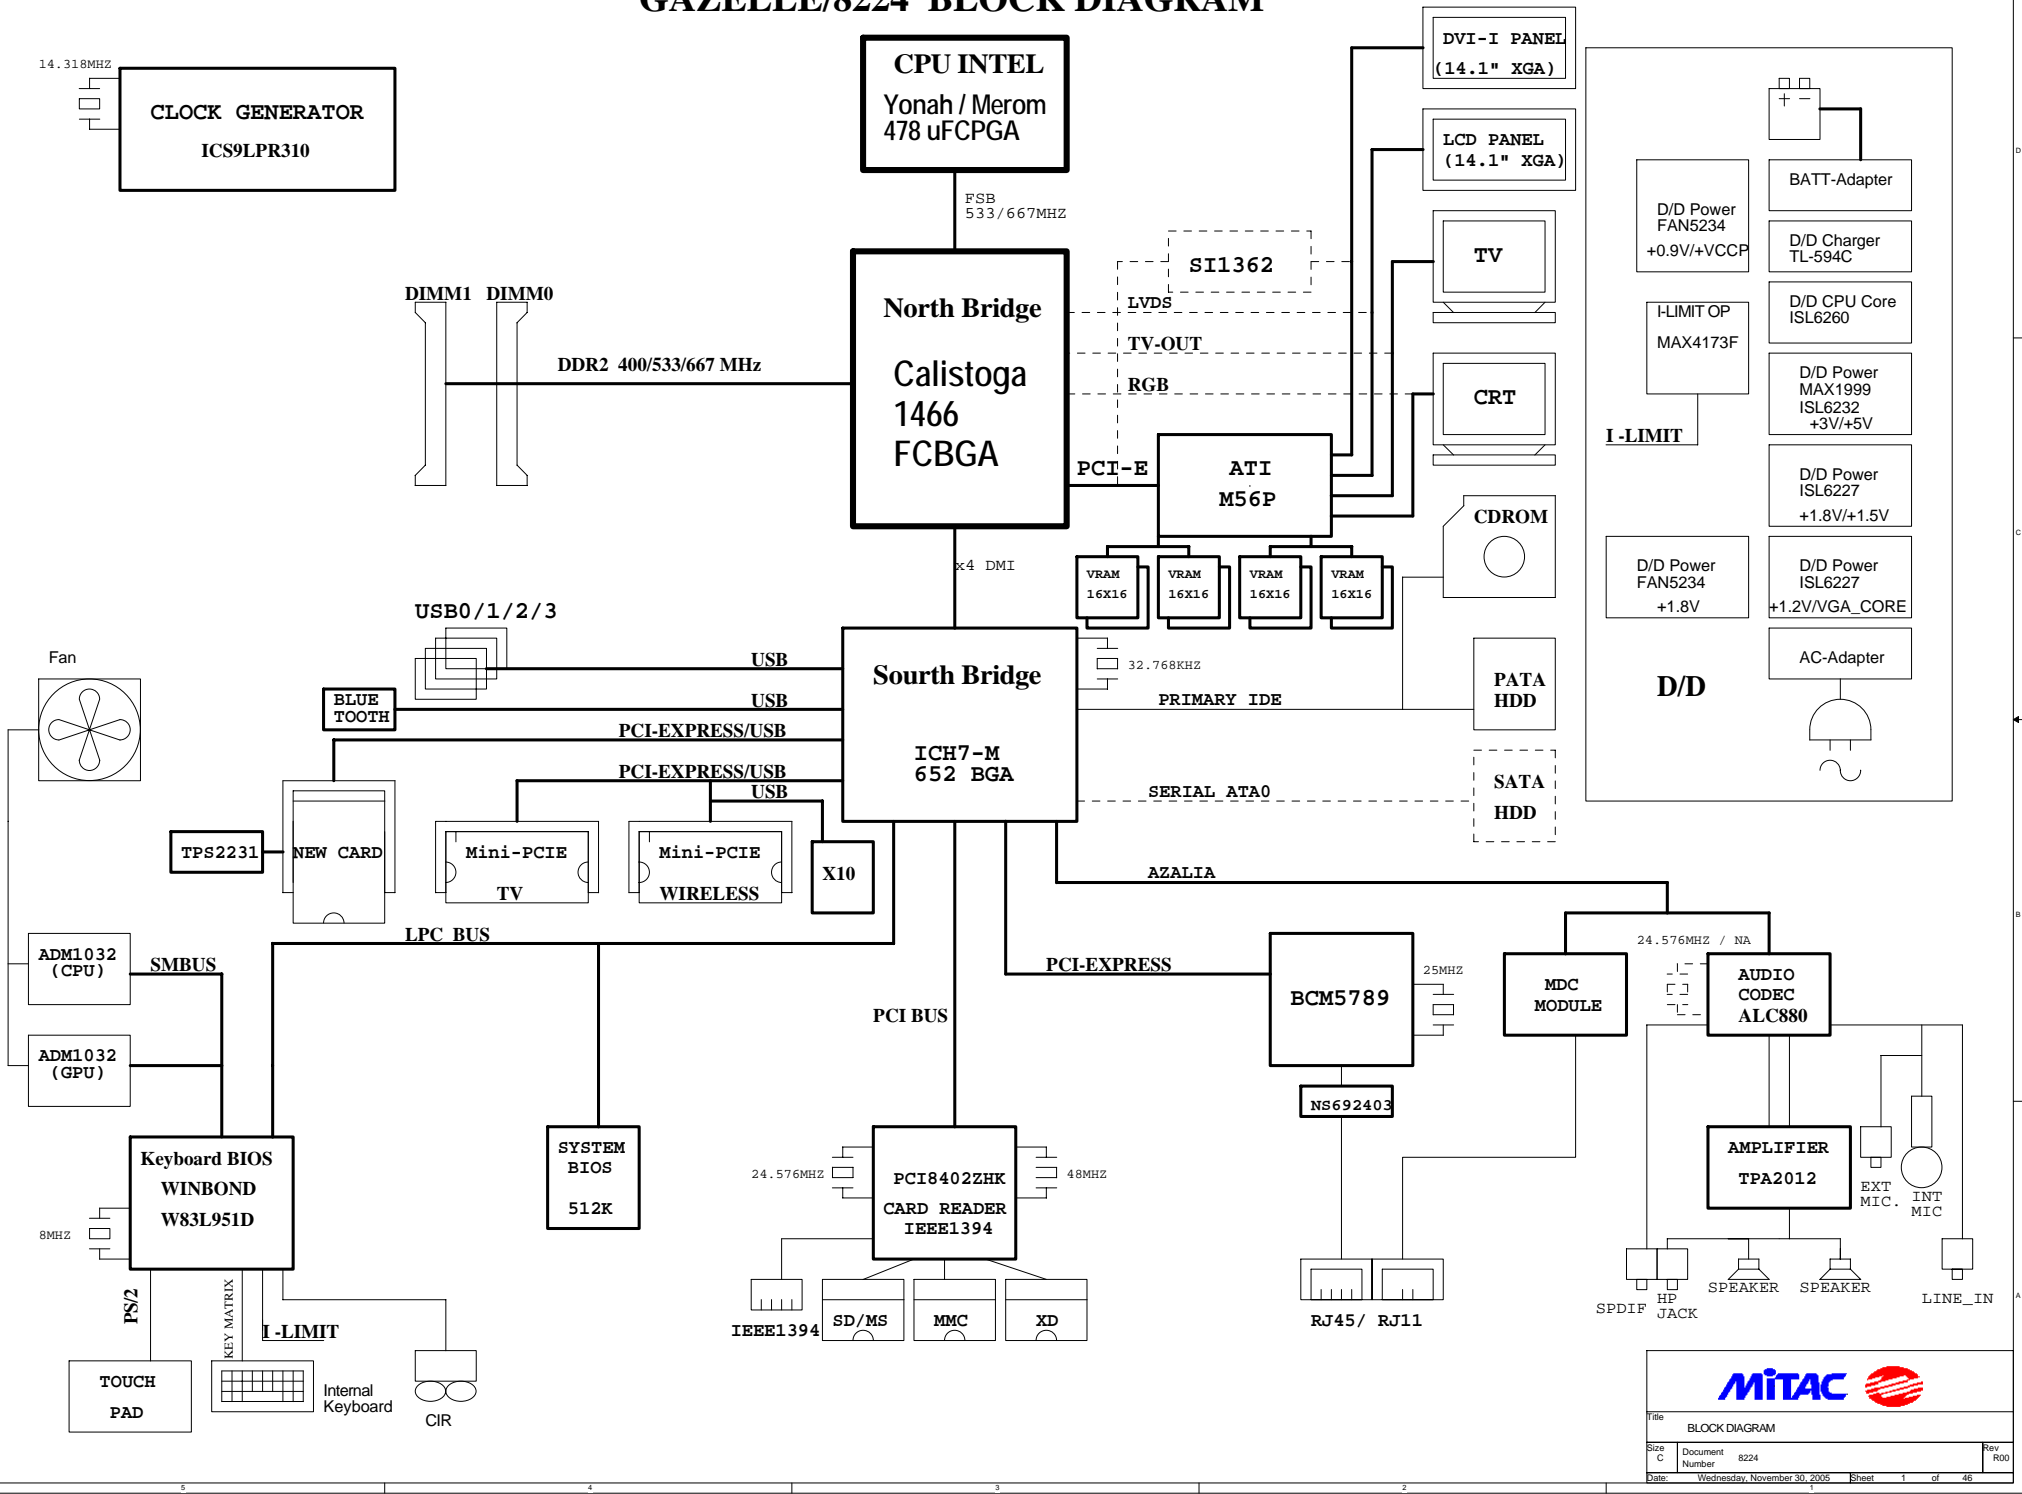 GAZELLE/8224 BLOCK DIAGRAM
14.318MHZ
CLOCK GENERATOR
ICS9LPR310
CPU INTEL
Yonah / Merom
478 uFCPGA
FSB
533/667MHZ
DVI-I PANEL
(14.1" XGA)
LCD PANEL
(14.1" XGA)
TV
CRT
SI1362
LVDS
TV-OUT
RGB
North Bridge
Calistoga
1466
FCBGA
DIMM1 DIMM0
DDR2 400/533/667 MHz
PCI-E
ATI
M56P
VRAM
16X16
VRAM
16X16
VRAM
16X16
VRAM
16X16
CDROM
x4 DMI
+ −
BATT-Adapter
D/D Power
FAN5234
+0.9V/+VCCP
D/D Charger
TL-594C
D/D CPU Core
ISL6260
I-LIMIT OP
MAX4173F
I -LIMIT
D/D Power
MAX1999
ISL6232
+3V/+5V
D/D Power
ISL6227
+1.8V/+1.5V
D/D Power
FAN5234
+1.8V
D/D Power
ISL6227
+1.2V/VGA_CORE
AC-Adapter
D/D
USB0/1/2/3
USB
BLUE
TOOTH
USB
PCI-EXPRESS/USB
PCI-EXPRESS/USB
USB
Sourth Bridge
ICH7-M
652 BGA
32.768KHZ
PRIMARY IDE
PATA
HDD
SERIAL ATA0
SATA
HDD
Fan
TPS2231
NEW CARD
Mini-PCIE
TV
Mini-PCIE
WIRELESS
X10
AZALIA
LPC BUS
ADM1032
(CPU)
SMBUS
ADM1032
(GPU)
PCI-EXPRESS
PCI BUS
BCM5789
25MHZ
NS692403
MDC
MODULE
24.576MHZ / NA
AUDIO
CODEC
ALC880
AMPLIFIER
TPA2012
EXT
MIC.
INT
MIC
Keyboard BIOS
WINBOND
W83L951D
8MHZ
SYSTEM
BIOS
512K
24.576MHZ
PCI8402ZHK
CARD READER
IEEE1394
48MHZ
IEEE1394
SD/MS
MMC
XD
RJ45/ RJ11
SPDIF
HP
JACK
SPEAKER
SPEAKER
LINE_IN
PS/2
KEY MATRIX
I -LIMIT
TOUCH
PAD
Internal
Keyboard
CIR
MiTAC
Title
BLOCK DIAGRAM
Size
C
Document
Number
8224
Rev
R00
Date: Wednesday, November 30, 2005 Sheet 1 of 46
D
C
B
A
5 4 3 2 1